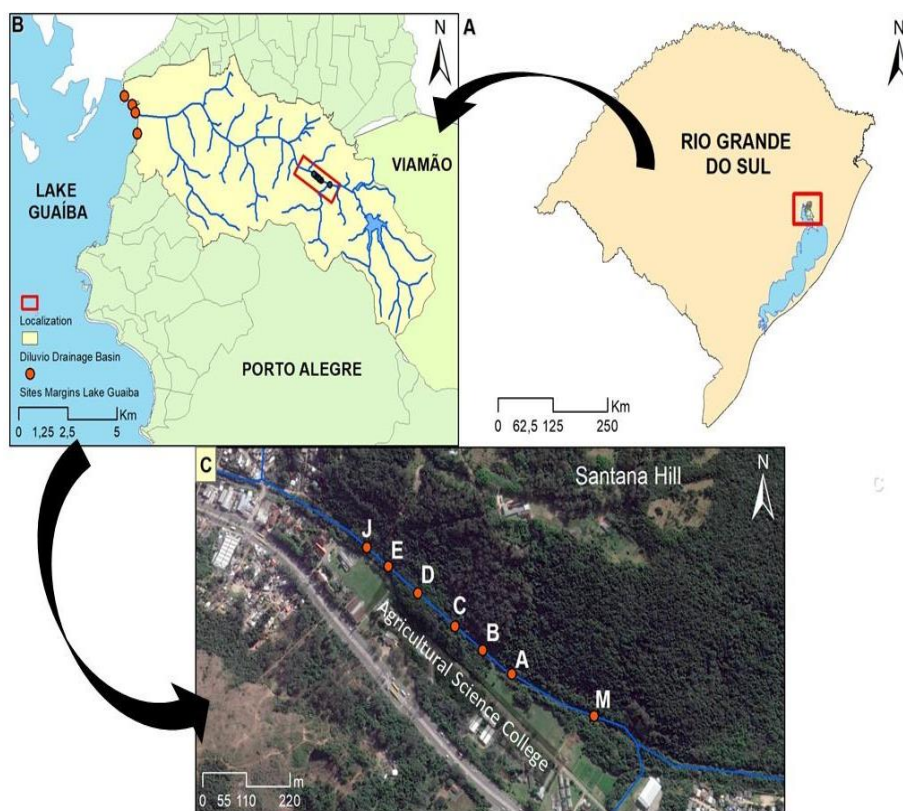 B
N
VIAMÃO
LAKE
GUAÍBA
PORTO ALEGRE
Localization
Diluvio Drainage Basin
Sites Margins Lake Guaiba
Km
0 1,25 2,5 5
A
N
RIO GRANDE
DO SUL
Km
0 62,5 125 250
C
Santana Hill
N
J
E
D
C
B
A
M
Agricultural Science College
m
0 55 110 220
C